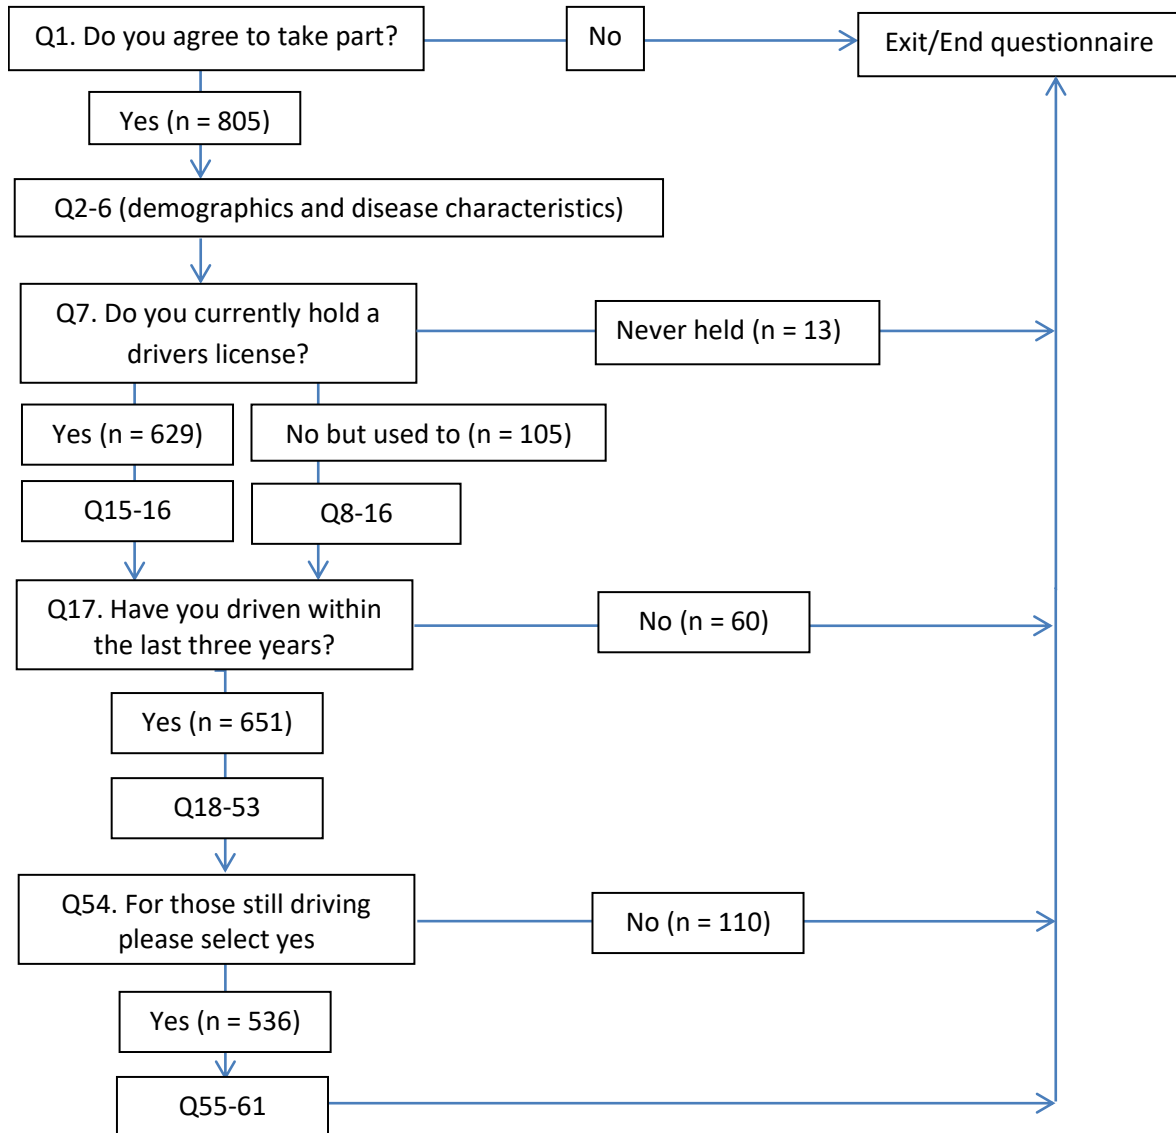 Q1. Do you agree to take part?
No
Exit/End questionnaire
Yes (n = 805)
Q2-6 (demographics and disease characteristics)
Q7. Do you currently hold a
drivers license?
Never held (n = 13)
Yes (n = 629)
No but used to (n = 105)
Q15-16
Q8-16
Q17. Have you driven within
the last three years?
No (n = 60)
Yes (n = 651)
Q18-53
Q54. For those still driving
please select yes
No (n = 110)
Yes (n = 536)
Q55-61